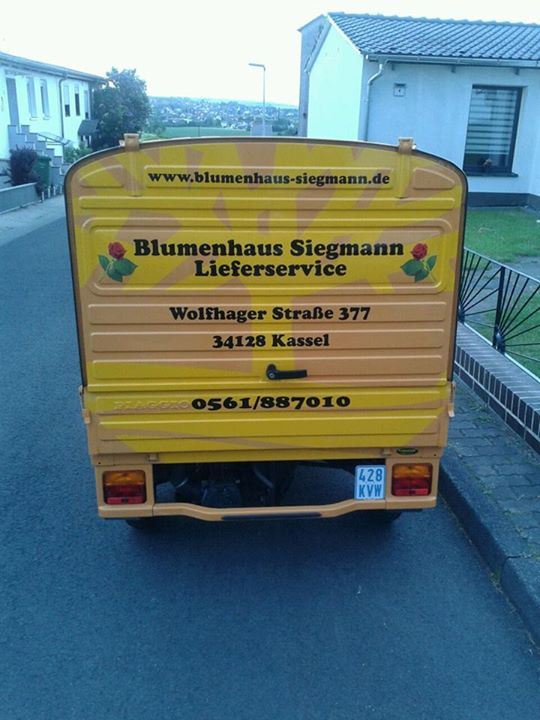 www.blumenhaus-siegmann.de
Blumenhaus Siegmann
Lieferservice
Wolfhager Straße 377
34128 Kassel
PIAGGIO 0561/887010
428
KVW